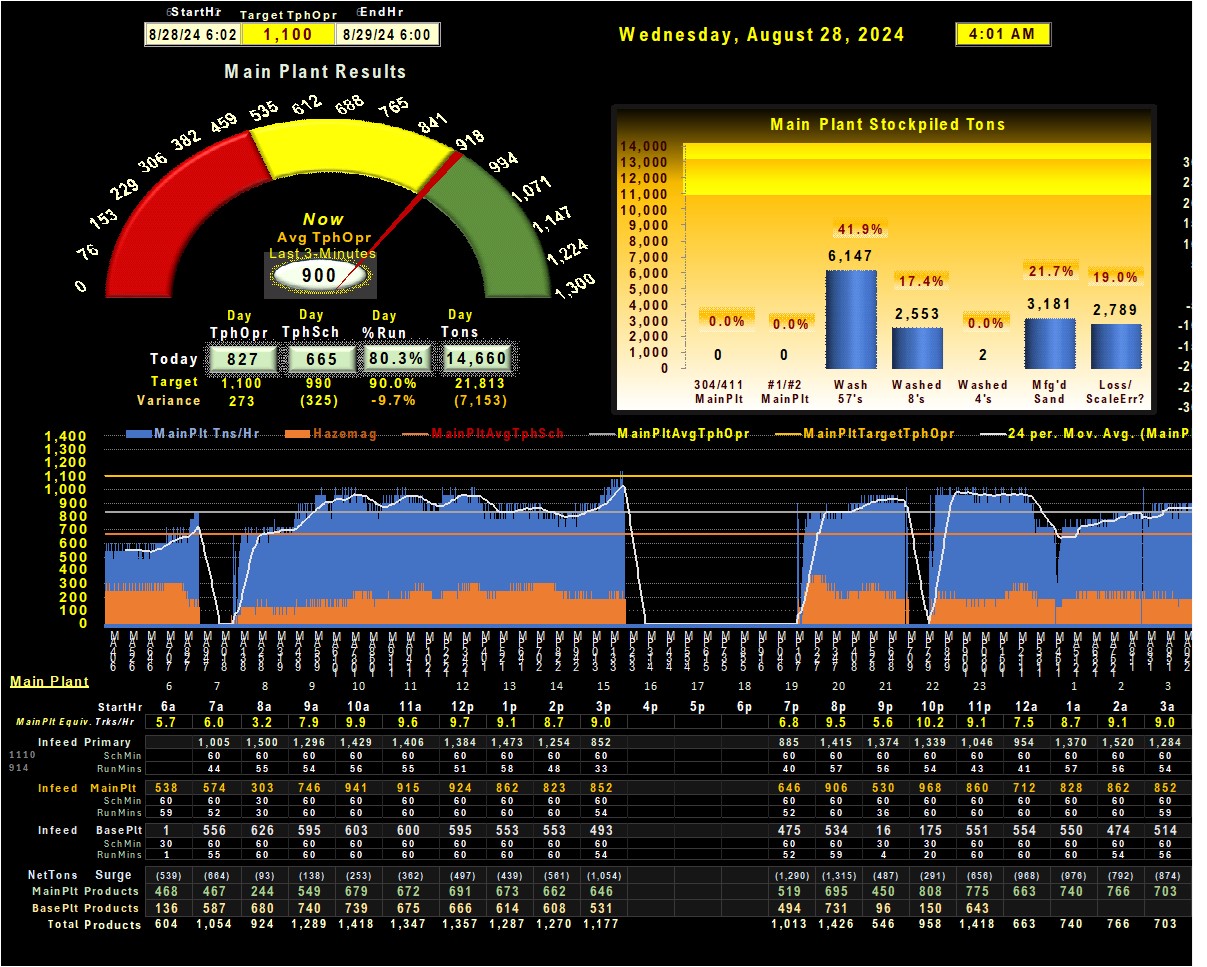 StartHr Target TphOpr EndHr
8/28/24 6:02 1,100 8/29/24 6:00
Wednesday, August 28, 2024 4:01 AM
Main Plant Results
0 76 153 229 306 382 459 535 612 688 765 841 918 994 1,071 1,147 1,224 1,300
Now
Avg TphOpr
Last 3-Minutes
900
Day Day Day Day
TphOpr TphSch %Run Tons
Today 827 665 80.3% 14,660
Target 1,100 990 90.0% 21,813
Variance 273 (325) -9.7% (7,153)
Main Plant Stockpiled Tons
14,000
13,000
12,000
11,000
10,000
9,000
8,000
7,000
6,000
5,000
4,000
3,000
2,000
1,000
0
0.0% 0.0% 41.9% 17.4% 0.0% 21.7% 19.0%
0 0 6,147 2,553 2 3,181 2,789
304/411 #1/#2 Wash Washed Washed Mfg'd Loss/
MainPlt MainPlt 57's 8's 4's Sand ScaleErr?
MainPlt Tns/Hr Hazemag MainPltAvgTphSch MainPltAvgTphOpr MainPltTargetTphOpr 24 per. Mov. Avg. (MainP
1,400
1,300
1,200
1,100
1,000
900
800
700
600
500
400
300
200
100
0
Main Plant
6 7 8 9 10 11 12 13 14 15 16 17 18 19 20 21 22 23 1 2 3
StartHr 6a 7a 8a 9a 10a 11a 12p 1p 2p 3p 4p 5p 6p 7p 8p 9p 10p 11p 12a 1a 2a 3a
MainPlt Equiv. Trks/Hr 5.7 6.0 3.2 7.9 9.9 9.6 9.7 9.1 8.7 9.0 6.8 9.5 5.6 10.2 9.1 7.5 8.7 9.1 9.0
Infeed Primary 1,005 1,500 1,296 1,429 1,406 1,384 1,473 1,254 852 885 1,415 1,374 1,339 1,046 954 1,370 1,520 1,284
1110 SchMin 60 60 60 60 60 60 60 60 60 60 60 60 60 60 60 60 60 60
914 RunMins 44 55 54 56 55 51 58 48 33 40 57 56 54 43 41 57 56 54
Infeed MainPlt 538 574 303 746 941 915 924 862 823 852 646 906 530 968 860 712 828 862 852
SchMin 60 60 30 60 60 60 60 60 60 60 60 60 60 60 60 60 60 60 60
RunMins 59 52 30 60 60 60 60 60 60 54 52 60 36 60 60 60 60 60 59
Infeed BasePlt 1 556 626 595 603 600 595 553 553 493 475 534 16 175 551 554 550 474 514
SchMin 30 60 60 60 60 60 60 60 60 60 60 60 30 30 60 60 60 60 60
RunMins 1 55 60 60 60 60 60 60 60 54 52 59 4 20 60 60 60 54 56
NetTons Surge (539) (664) (93) (138) (253) (362) (497) (439) (561) (1,054) (1,290) (1,315) (487) (291) (656) (968) (976) (792) (874)
MainPlt Products 468 467 244 549 679 672 691 673 662 646 519 695 450 808 775 663 740 766 703
BasePlt Products 136 587 680 740 739 675 666 614 608 531 494 731 96 150 643
Total Products 604 1,054 924 1,289 1,418 1,347 1,357 1,287 1,270 1,177 1,013 1,426 546 958 1,418 663 740 766 703